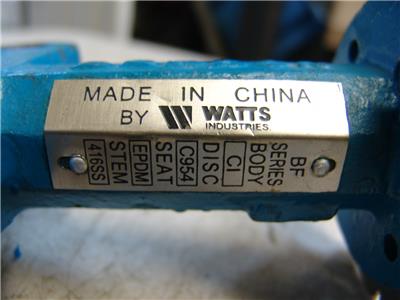 MADE IN CHINA
BY WATTS
INDUSTRIES
BF
SERIES
BODY CI
DISC C954
SEAT EPDM
STEM 416SS